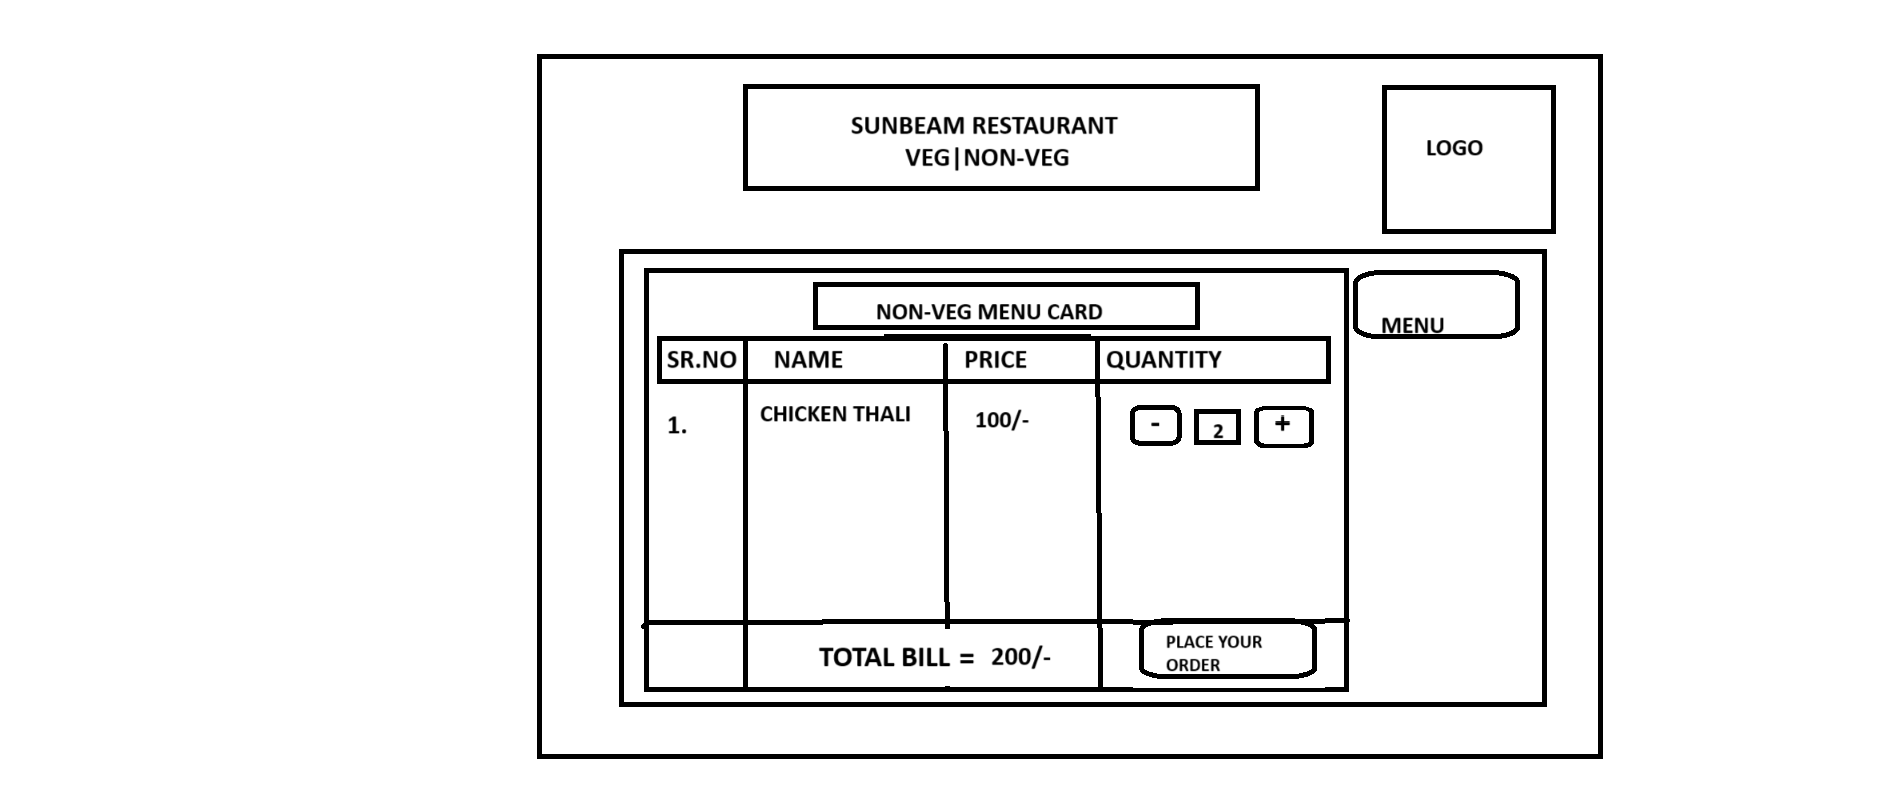 SUNBEAM RESTAURANT
VEG|NON-VEG
LOGO
NON-VEG MENU CARD
MENU
SR.NO NAME PRICE QUANTITY
1. CHICKEN THALI 100/- - 2 +
TOTAL BILL = 200/-
PLACE YOUR
ORDER